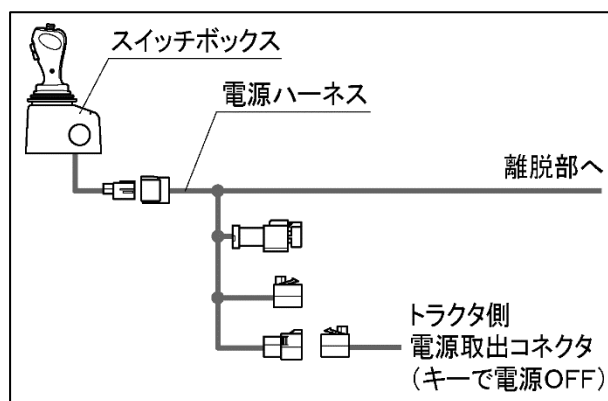 スイッチボックス
電源ハーネス
離脱部へ
トラクタ側
電源取出コネクタ
(キーで電源OFF)